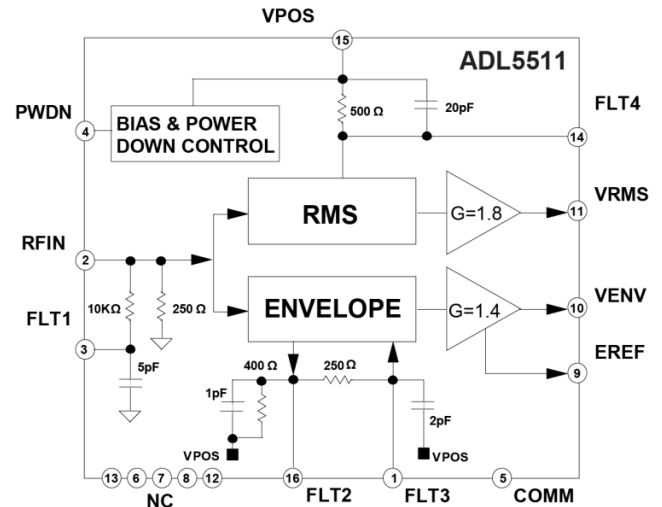 VPOS
15
ADL5511
PWDN
4
BIAS & POWER
DOWN CONTROL
500 Ω
20pF
FLT4
14
RMS
G=1.8
VRMS
11
RFIN
2
10KΩ
250 Ω
ENVELOPE
G=1.4
VENV
10
FLT1
3
5pF
EREF
9
400 Ω
250 Ω
1pF
2pF
VPOS
VPOS
13
6
7
8
12
16
1
5
NC
FLT2
FLT3
COMM